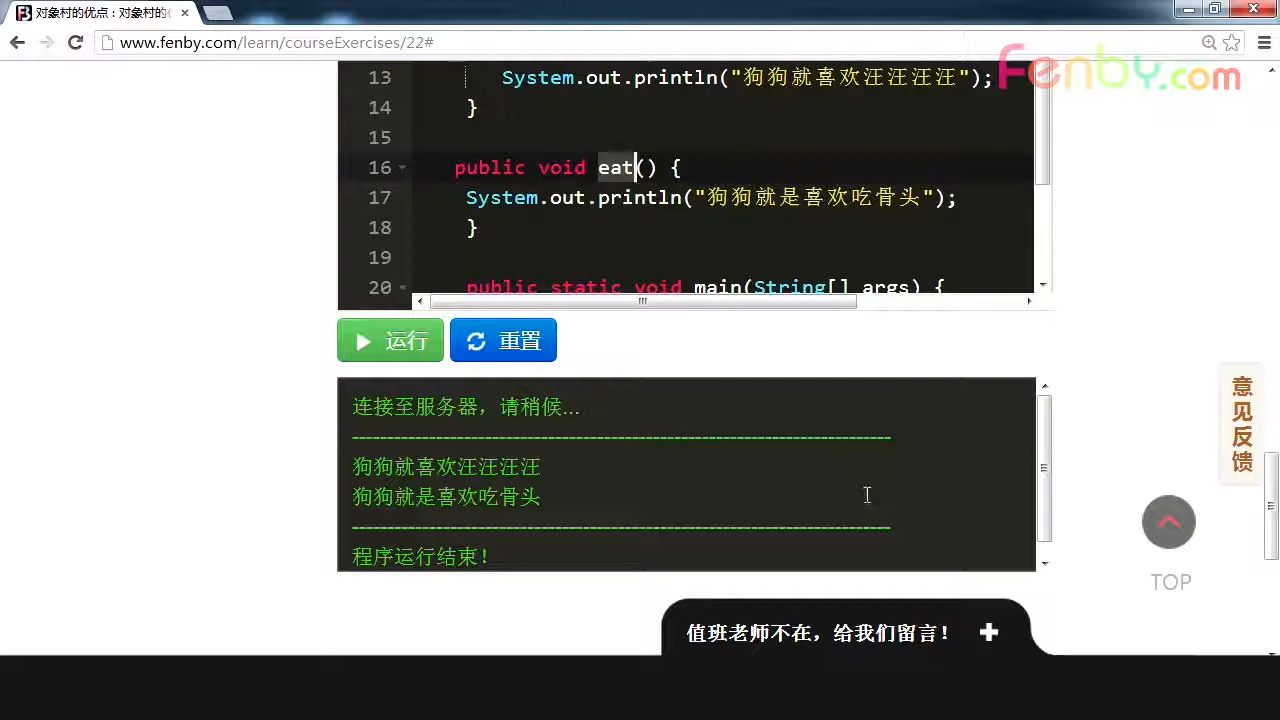 对象村的优点 : 对象村的
www.fenby.com/learn/courseExercises/22#
Fenby.com
13 System.out.println("狗狗就喜欢汪汪汪汪");
14 }
15
16 public void eat() {
17 System.out.println("狗狗就是喜欢吃骨头");
18 }
19
20 public static void main(String[] args) {
运行 重置
连接至服务器，请稍候...
狗狗就喜欢汪汪汪汪
狗狗就是喜欢吃骨头
程序运行结束！
意见反馈
TOP
值班老师不在，给我们留言！